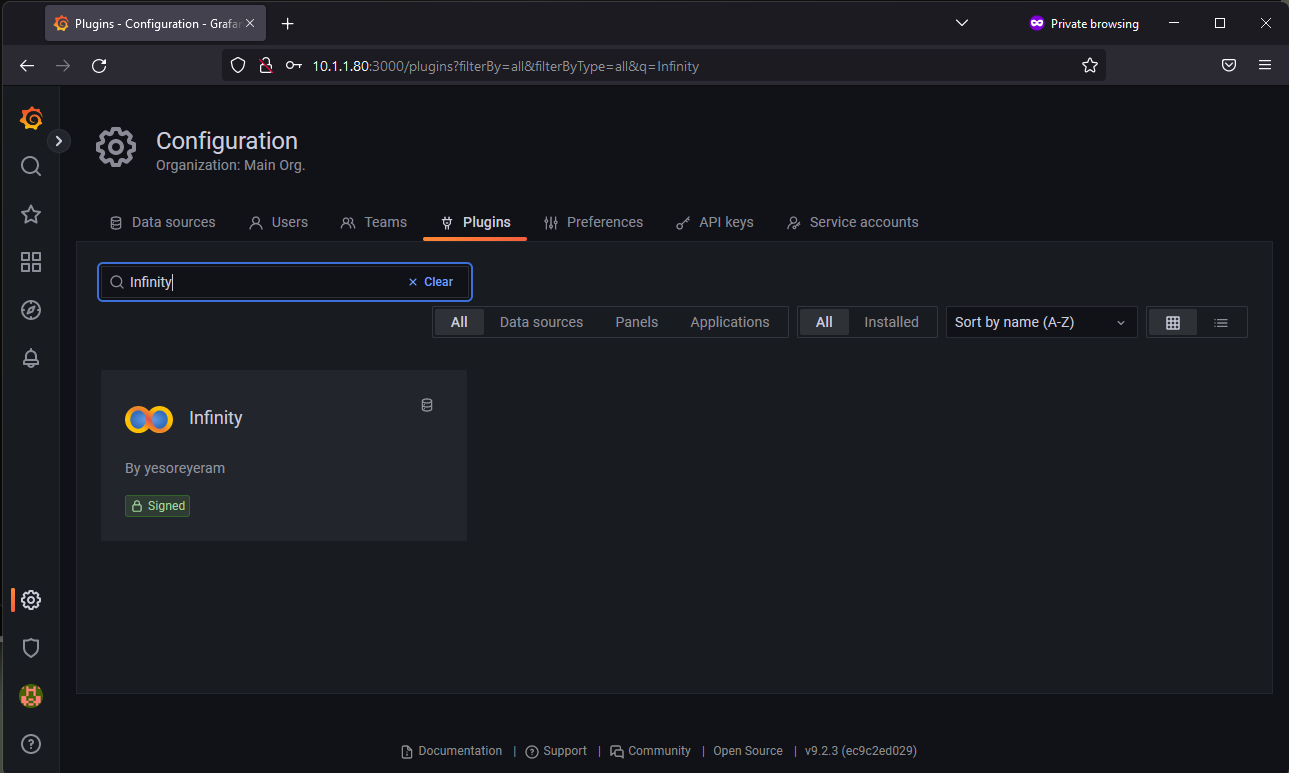 Plugins - Configuration - Grafan
Private browsing
10.1.1.80:3000/plugins?filterBy=all&filterByType=all&q=Infinity
Configuration
Organization: Main Org.
Data sources
Users
Teams
Plugins
Preferences
API keys
Service accounts
Infinity
Clear
All
Data sources
Panels
Applications
All
Installed
Sort by name (A-Z)
Infinity
By yesoreyeram
Signed
Documentation | Support | Community | Open Source | v9.2.3 (ec9c2ed029)